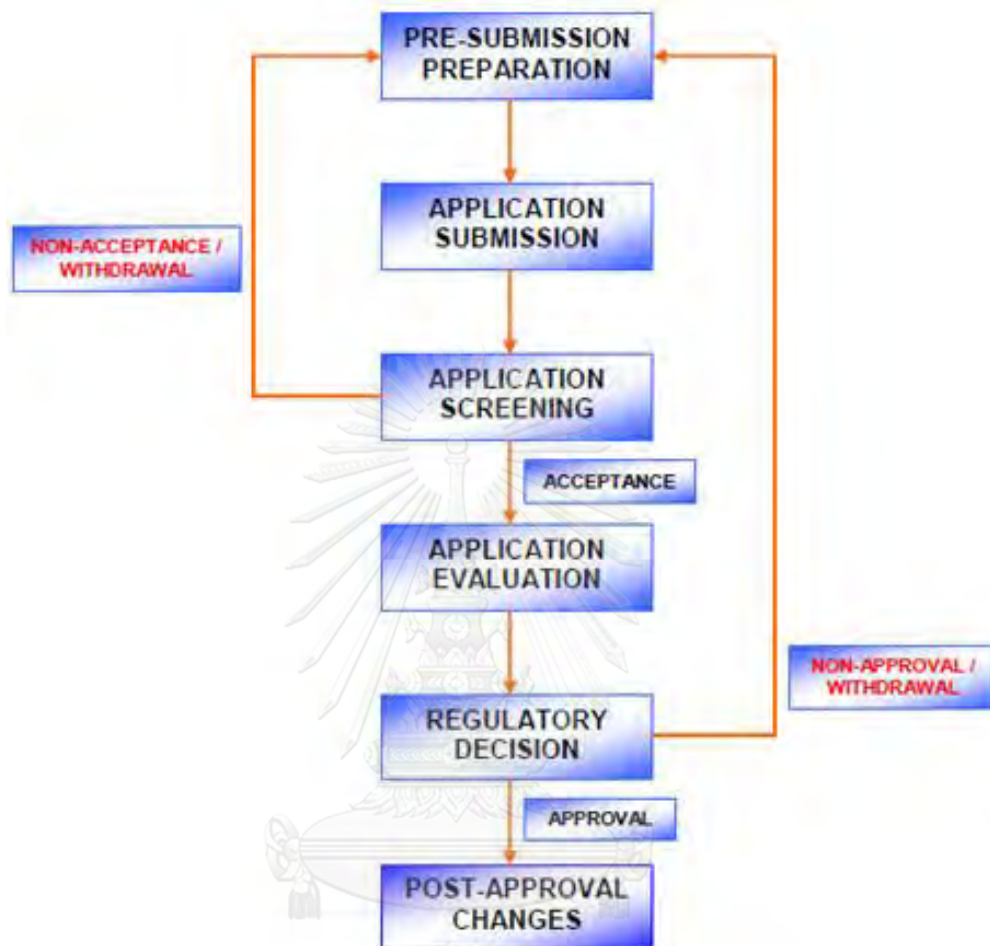 PRE-SUBMISSION
PREPARATION
APPLICATION
SUBMISSION
NON-ACCEPTANCE /
WITHDRAWAL
APPLICATION
SCREENING
ACCEPTANCE
APPLICATION
EVALUATION
NON-APPROVAL /
WITHDRAWAL
REGULATORY
DECISION
APPROVAL
POST-APPROVAL
CHANGES